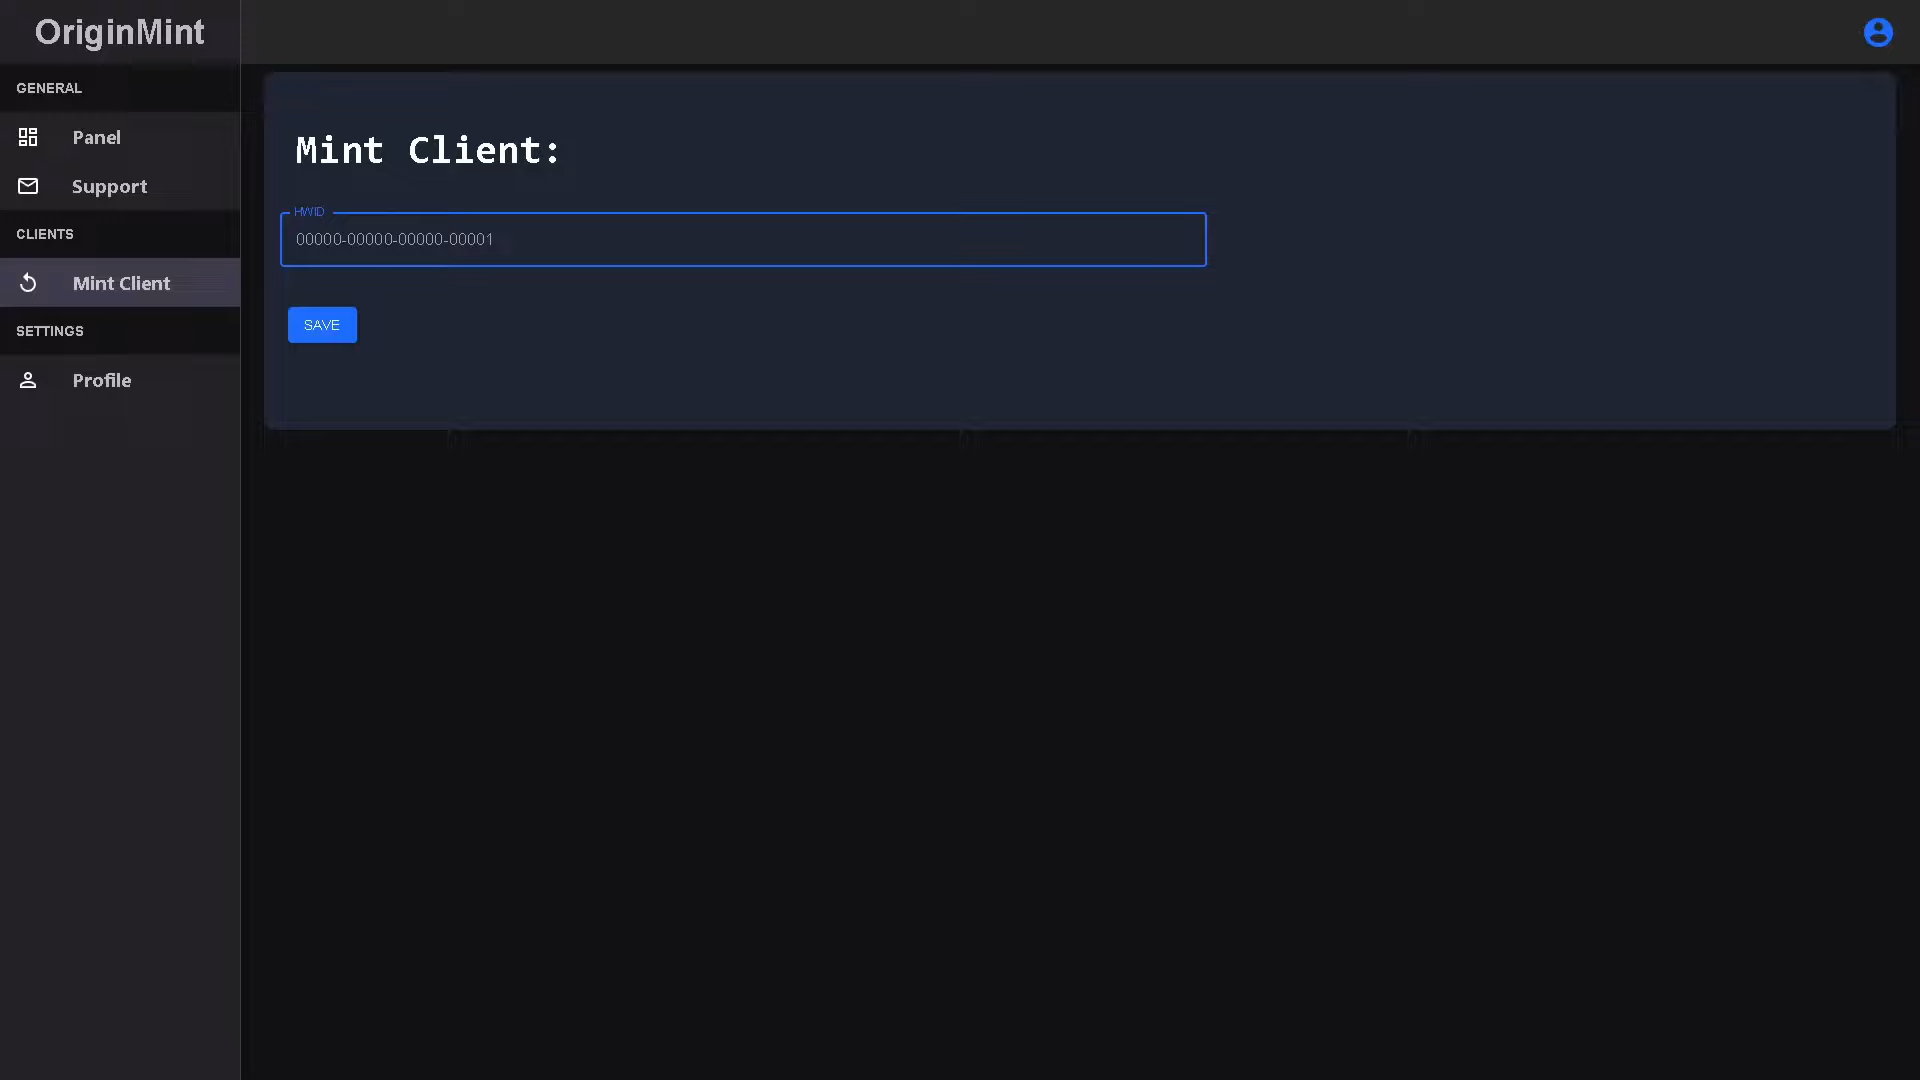 OriginMint
GENERAL
Panel
Support
CLIENTS
Mint Client
SETTINGS
Profile
Mint Client:
HWID
00000-00000-00000-00001
SAVE